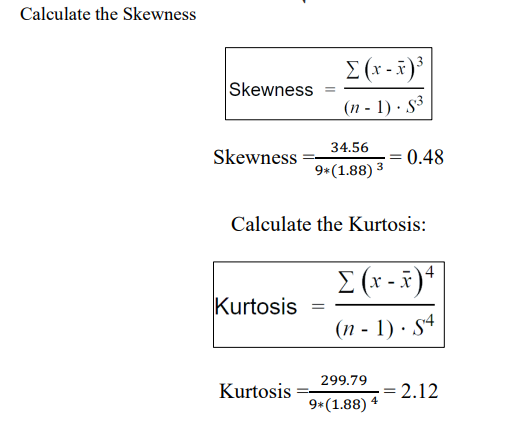 Calculate the Skewness
Skewness = ∑ (x - x̄)³ / (n - 1) · S³
Skewness = 34.56 / 9*(1.88) ³ = 0.48
Calculate the Kurtosis:
Kurtosis = ∑ (x - x̄)⁴ / (n - 1) · S⁴
Kurtosis = 299.79 / 9*(1.88) ⁴ = 2.12